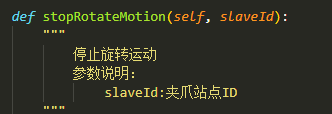 def stopRotateMotion(self, slaveId):
"""
停止旋转运动
参数说明:
slaveId:夹爪站点ID
"""